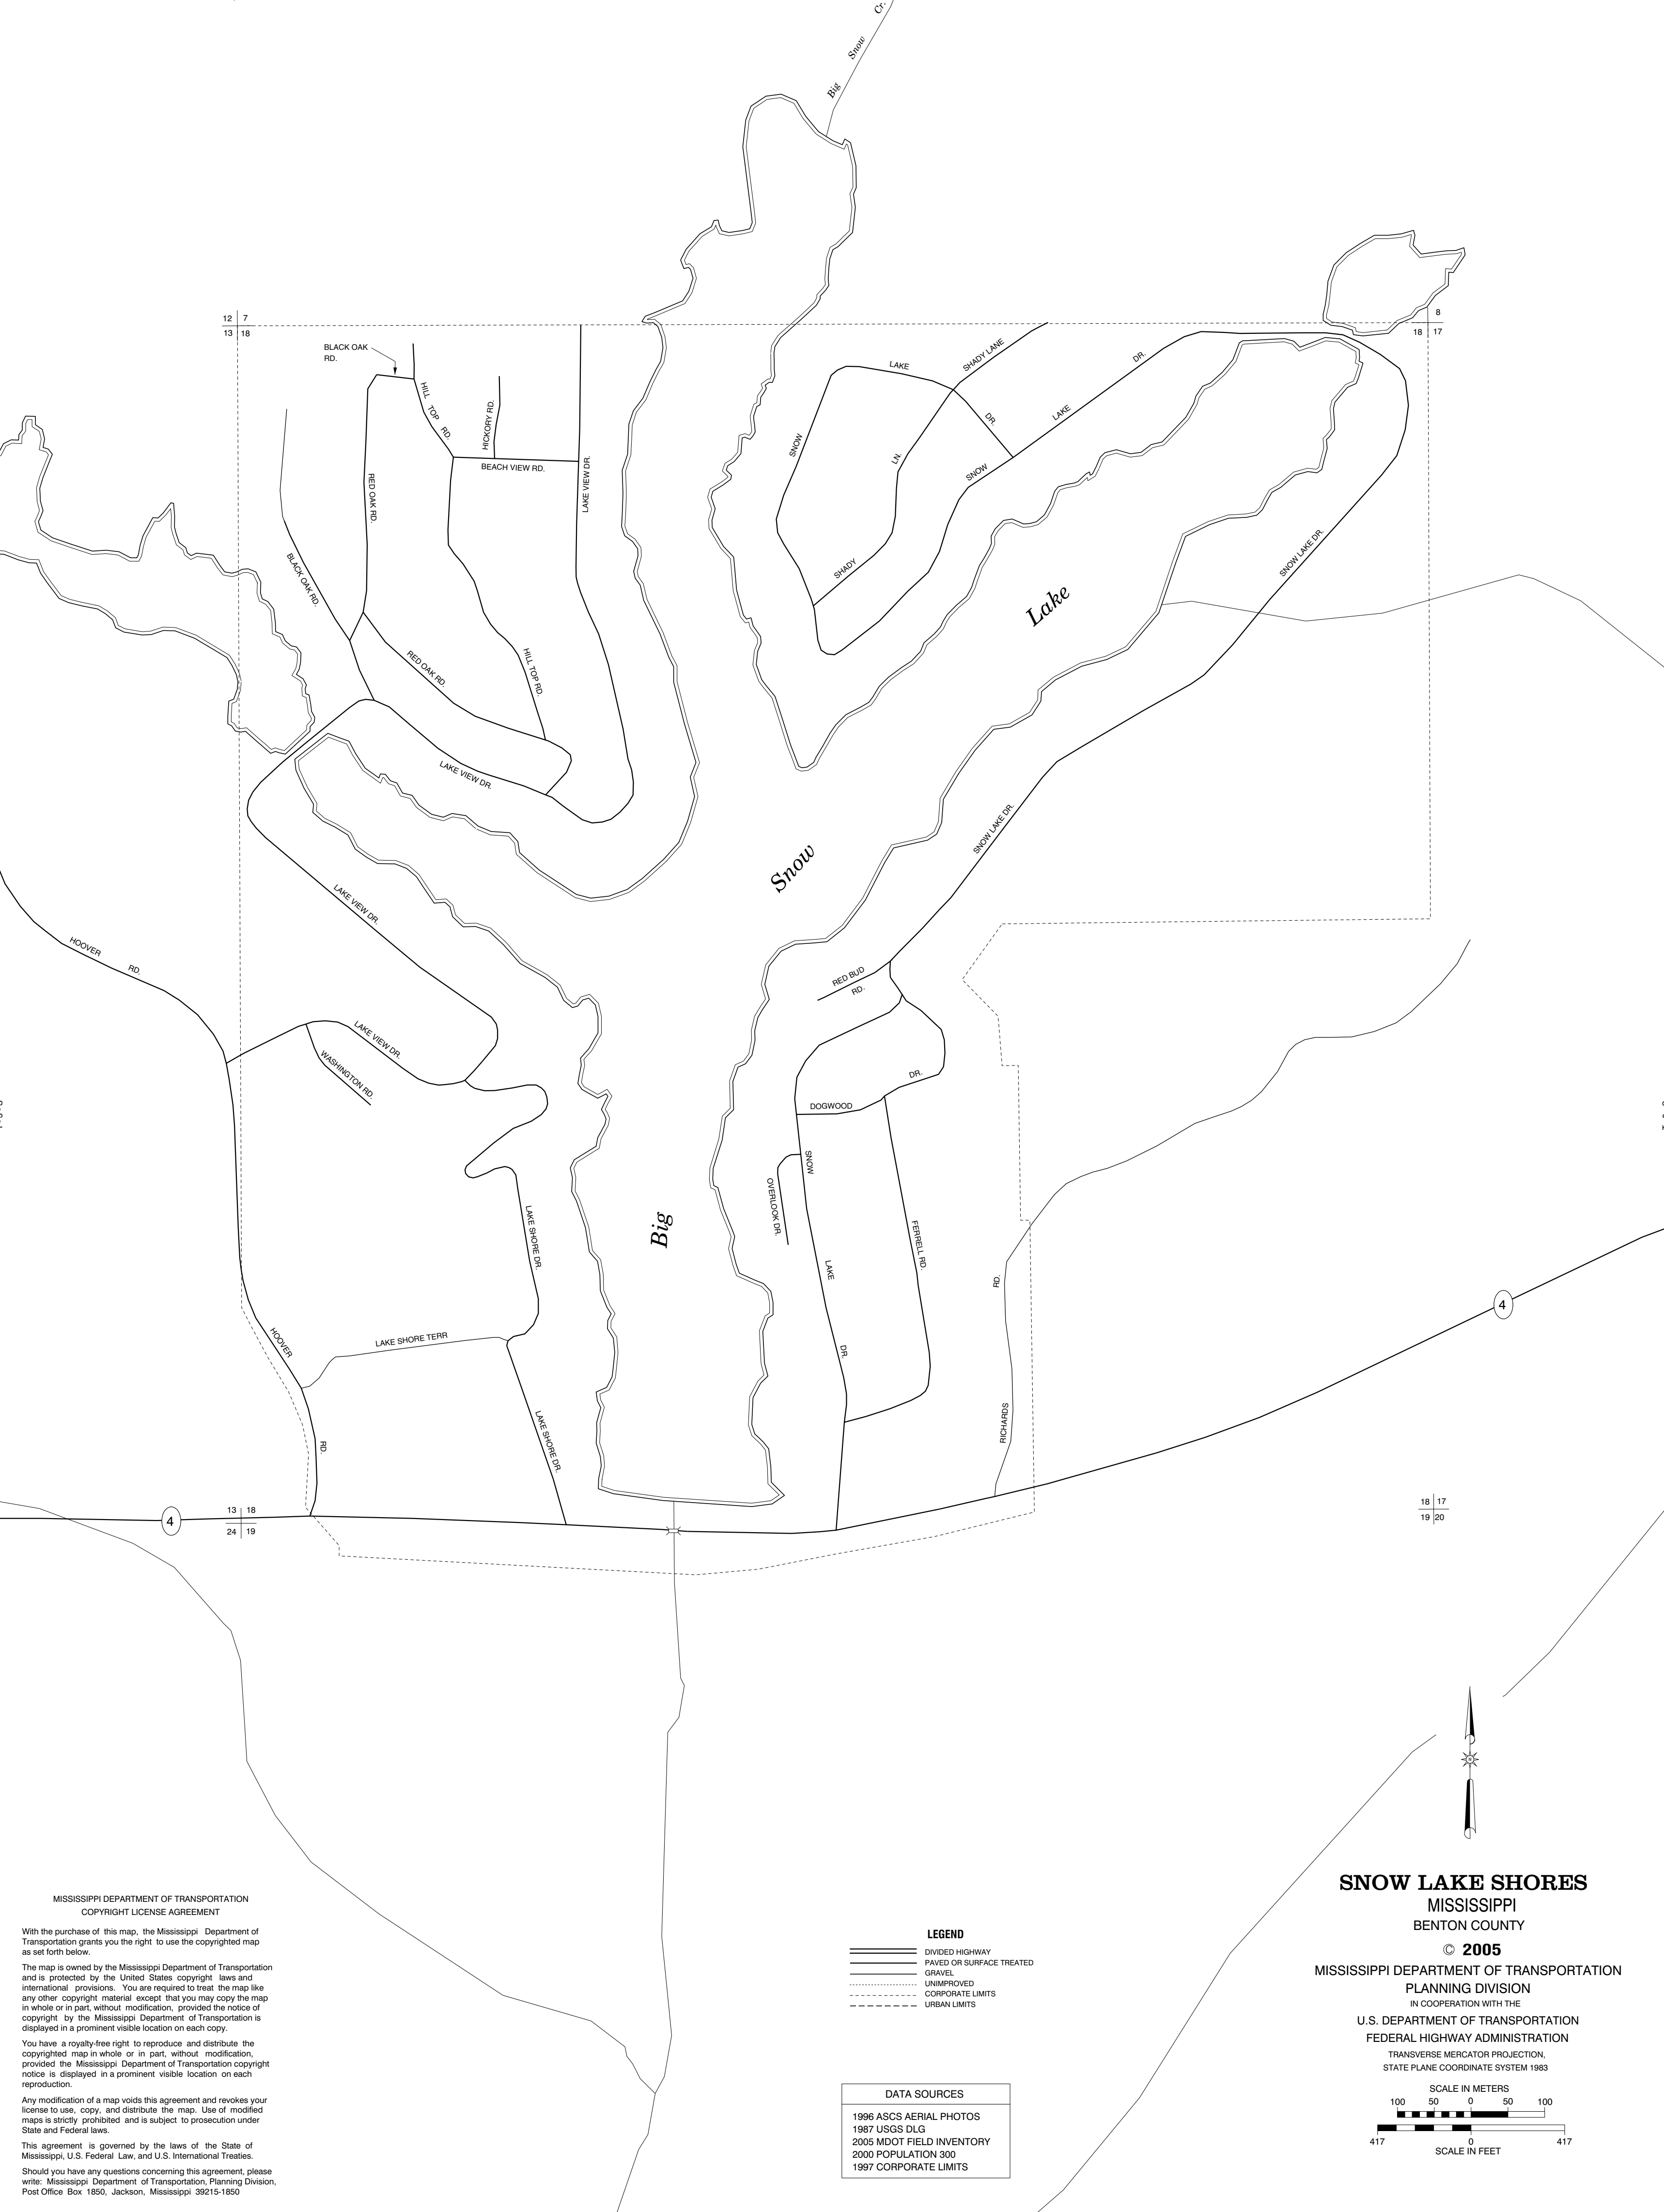 Big Snow Cr.
12 7
13 18
8
18 17
BLACK OAK
RD.
HILL TOP RD.
HICKORY RD.
BEACH VIEW RD.
LAKE VIEW DR.
RED OAK RD.
BLACK OAK RD.
RED OAK RD.
HILL TOP RD.
LAKE VIEW DR.
SNOW LAKE DR.
SHADY LANE
SHADY LN.
SNOW LAKE DR.
SNOW LAKE DR.
SNOW LAKE DR.
Big Snow Lake
LAKE VIEW DR.
HOOVER RD.
LAKE VIEW DR.
WASHINGTON RD.
RED BUD
RD.
DOGWOOD DR.
SNOW LAKE DR.
OVERLOOK DR.
FERRELL RD.
LAKE SHORE DR.
LAKE SHORE TERR
HOOVER RD.
LAKE SHORE DR.
RICHARDS RD.
4
4
13 18
24 19
18 17
19 20
N
SNOW LAKE SHORES
MISSISSIPPI
BENTON COUNTY
© 2005
MISSISSIPPI DEPARTMENT OF TRANSPORTATION
PLANNING DIVISION
IN COOPERATION WITH THE
U.S. DEPARTMENT OF TRANSPORTATION
FEDERAL HIGHWAY ADMINISTRATION
TRANSVERSE MERCATOR PROJECTION,
STATE PLANE COORDINATE SYSTEM 1983
SCALE IN METERS
100 50 0 50 100
417 0 417
SCALE IN FEET
LEGEND
DIVIDED HIGHWAY
PAVED OR SURFACE TREATED
GRAVEL
UNIMPROVED
CORPORATE LIMITS
URBAN LIMITS
DATA SOURCES
1996 ASCS AERIAL PHOTOS
1987 USGS DLG
2005 MDOT FIELD INVENTORY
2000 POPULATION 300
1997 CORPORATE LIMITS
MISSISSIPPI DEPARTMENT OF TRANSPORTATION
COPYRIGHT LICENSE AGREEMENT
With the purchase of this map, the Mississippi Department of
Transportation grants you the right to use the copyrighted map
as set forth below.
The map is owned by the Mississippi Department of Transportation
and is protected by the United States copyright laws and
international provisions. You are required to treat the map like
any other copyright material except that you may copy the map
in whole or in part, without modification, provided the notice of
copyright by the Mississippi Department of Transportation is
displayed in a prominent visible location on each copy.
You have a royalty-free right to reproduce and distribute the
copyrighted map in whole or in part, without modification,
provided the Mississippi Department of Transportation copyright
notice is displayed in a prominent visible location on each
reproduction.
Any modification of a map voids this agreement and revokes your
license to use, copy, and distribute the map. Use of modified
maps is strictly prohibited and is subject to prosecution under
State and Federal laws.
This agreement is governed by the laws of the State of
Mississippi, U.S. Federal Law, and U.S. International Treaties.
Should you have any questions concerning this agreement, please
write: Mississippi Department of Transportation, Planning Division,
Post Office Box 1850, Jackson, Mississippi 39215-1850